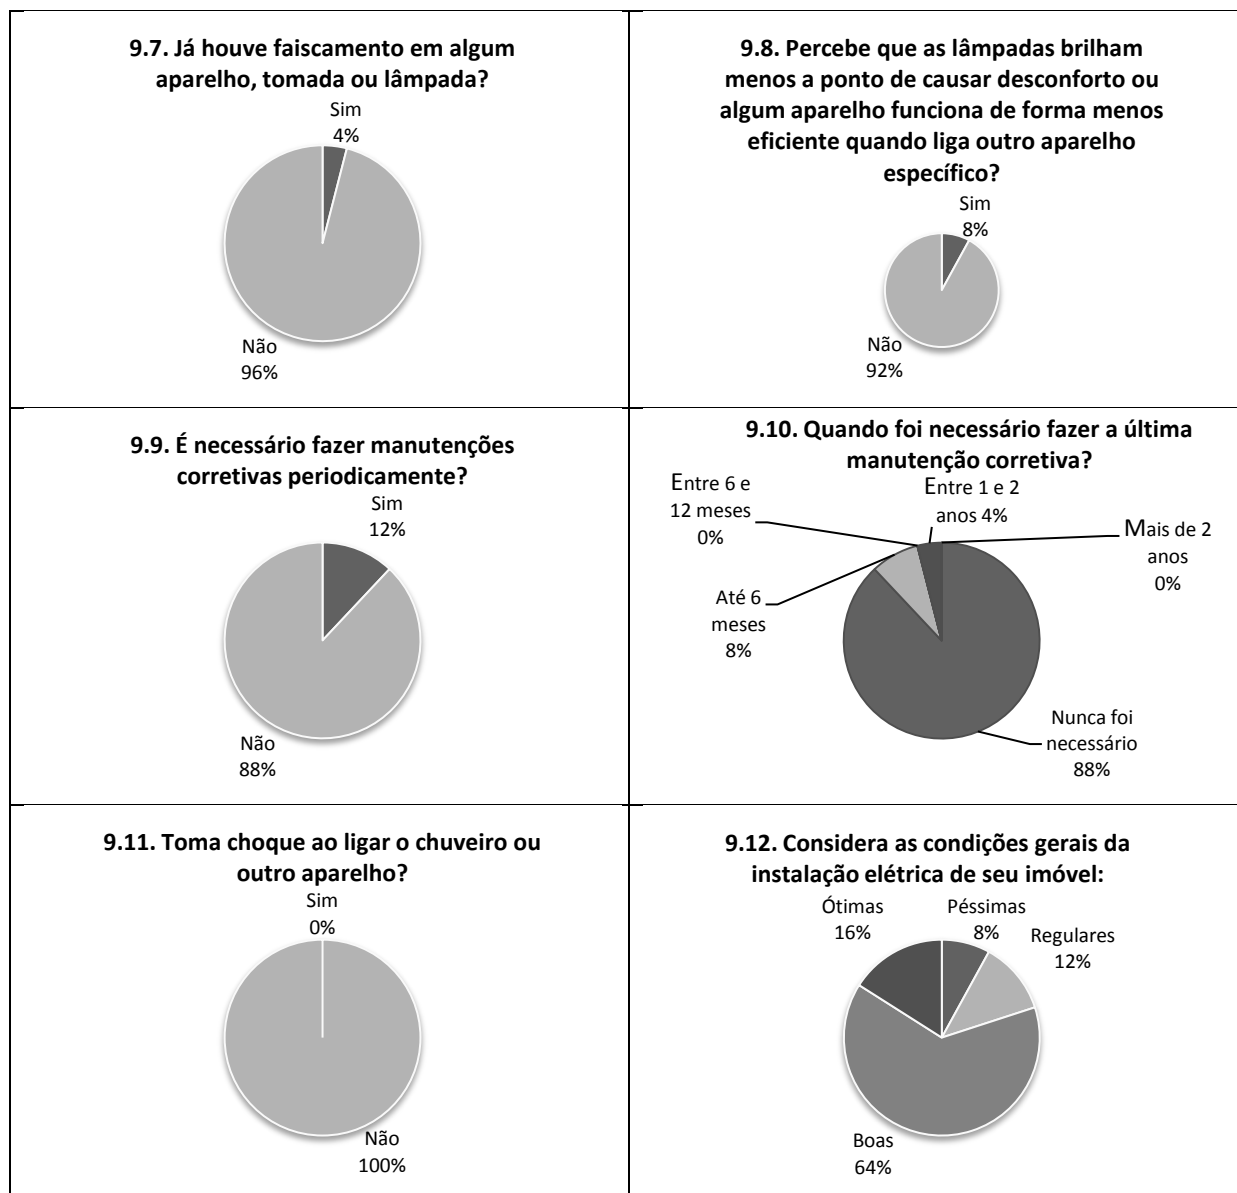 9.7. Já houve faiscamento em algum
aparelho, tomada ou lâmpada?
Sim
4%
Não
96%
9.8. Percebe que as lâmpadas brilham
menos a ponto de causar desconforto ou
algum aparelho funciona de forma menos
eficiente quando liga outro aparelho
específico?
Sim
8%
Não
92%
9.9. É necessário fazer manutenções
corretivas periodicamente?
Sim
12%
Não
88%
9.10. Quando foi necessário fazer a última
manutenção corretiva?
Entre 6 e
12 meses
0%
Entre 1 e 2
anos 4%
Mais de 2
anos
0%
Até 6
meses
8%
Nunca foi
necessário
88%
9.11. Toma choque ao ligar o chuveiro ou
outro aparelho?
Sim
0%
Não
100%
9.12. Considera as condições gerais da
instalação elétrica de seu imóvel:
Ótimas
16%
Péssimas
8%
Regulares
12%
Boas
64%